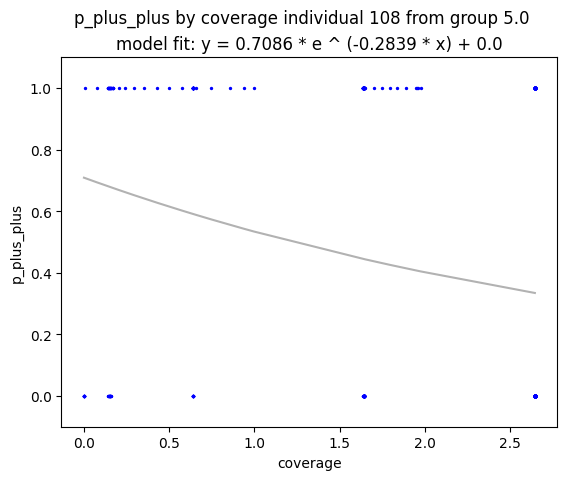 p_plus_plus by coverage individual 108 from group 5.0
model fit: y = 0.7086 * e ^ (-0.2839 * x) + 0.0
1.0
0.8
0.6
0.4
0.2
0.0
p_plus_plus
0.0 0.5 1.0 1.5 2.0 2.5
coverage